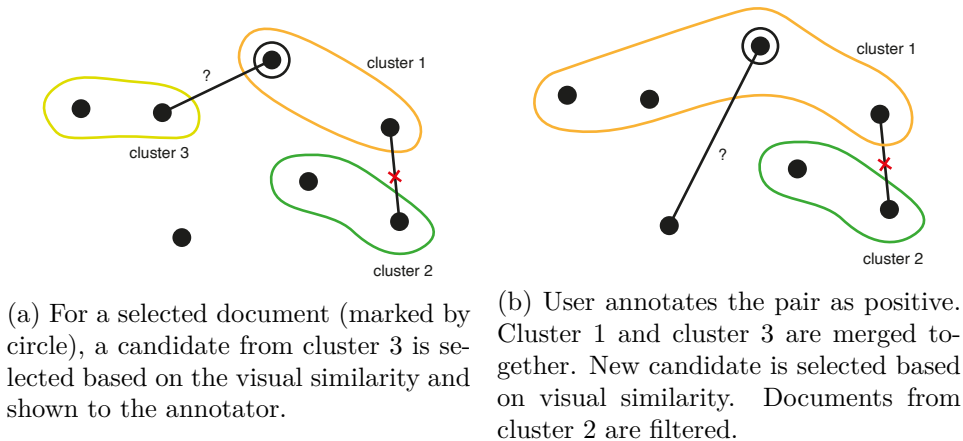 ?
cluster 1
cluster 3
cluster 2
(a) For a selected document (marked by
circle), a candidate from cluster 3 is se-
lected based on the visual similarity and
shown to the annotator.
cluster 1
?
cluster 2
(b) User annotates the pair as positive.
Cluster 1 and cluster 3 are merged to-
gether. New candidate is selected based
on visual similarity. Documents from
cluster 2 are filtered.